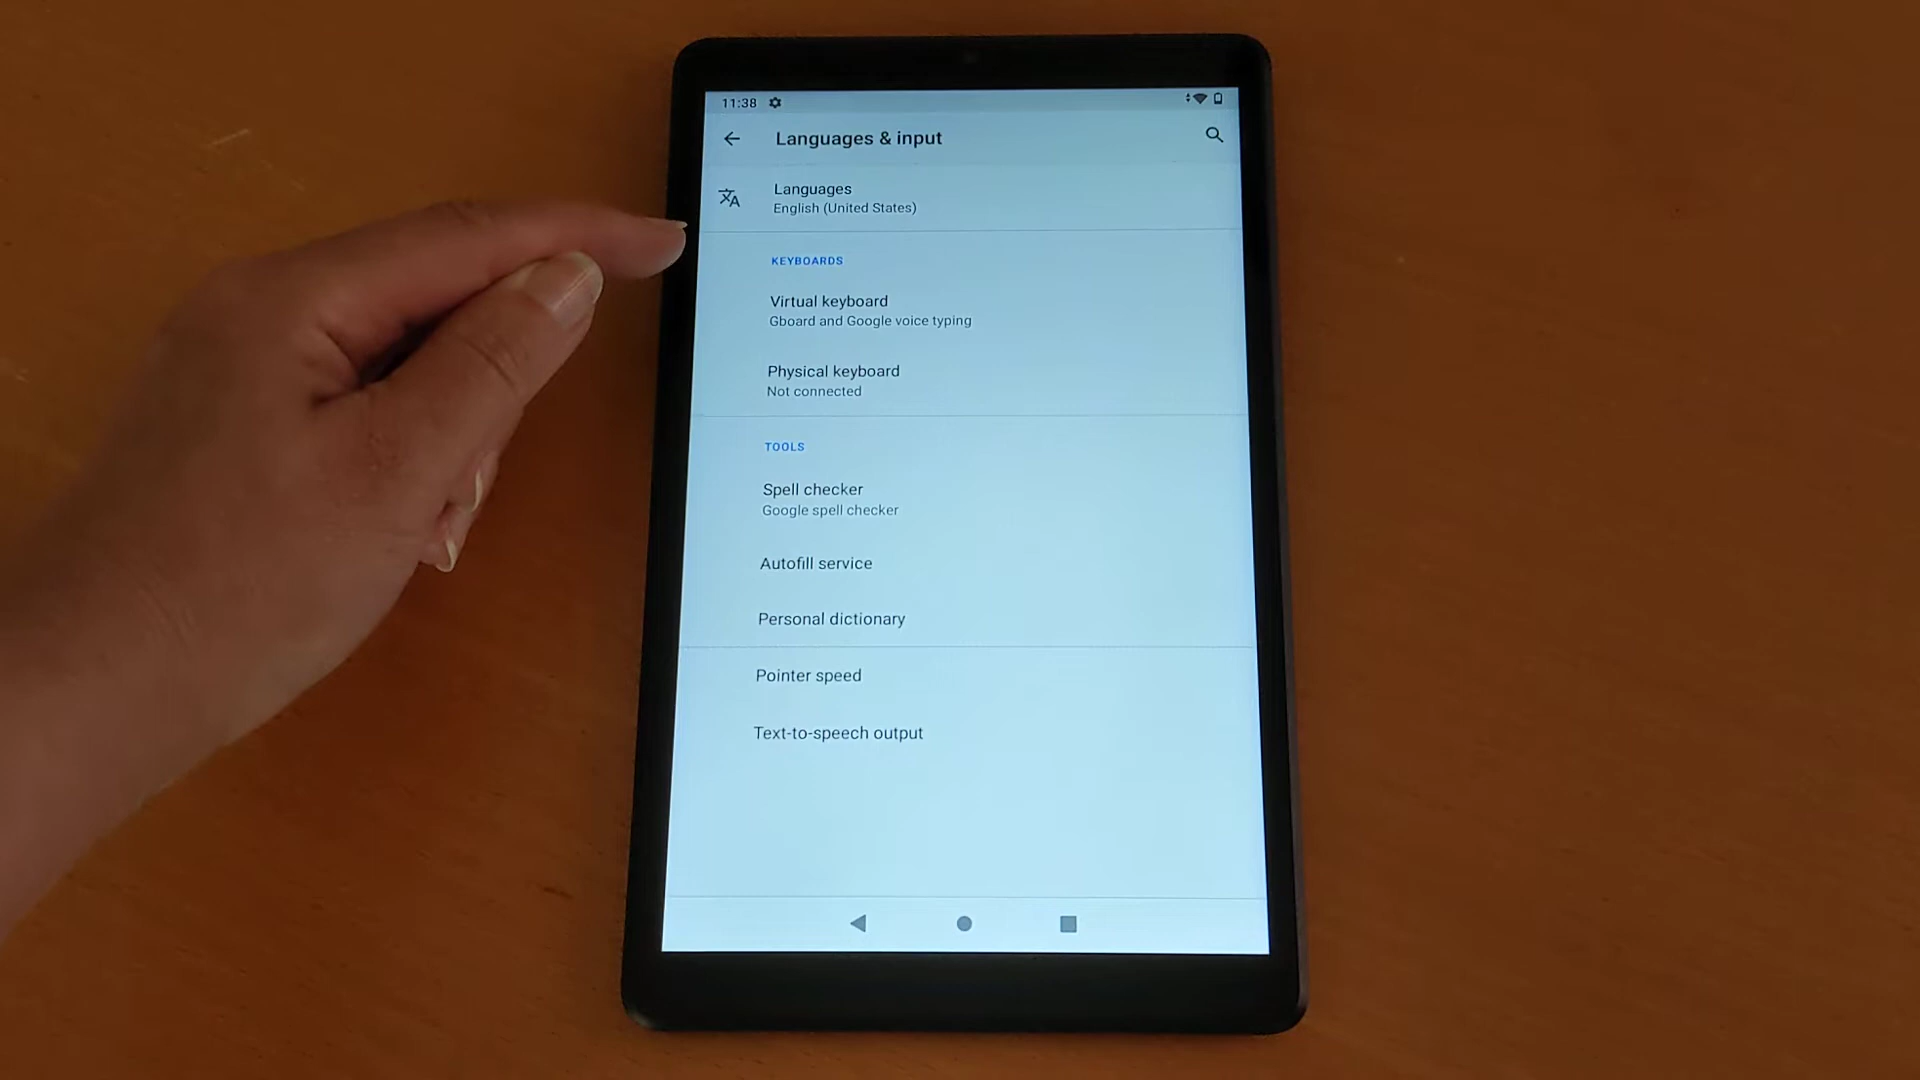 11:38
Languages & input
Languages
English (United States)
KEYBOARDS
Virtual keyboard
Gboard and Google voice typing
Physical keyboard
Not connected
TOOLS
Spell checker
Google spell checker
Autofill service
Personal dictionary
Pointer speed
Text-to-speech output